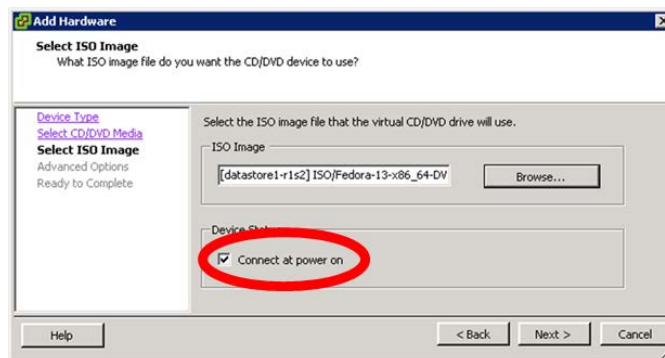 Add Hardware
Select ISO Image
What ISO image file do you want the CD/DVD device to use?
Device Type
Select CD/DVD Media
Select ISO Image
Advanced Options
Ready to Complete
Select the ISO image file that the virtual CD/DVD drive will use.
ISO Image
[datastore1-r1s2] ISO/Fedora-13-x86_64-DV
Browse...
Device Status
Connect at power on
Help
< Back
Next >
Cancel